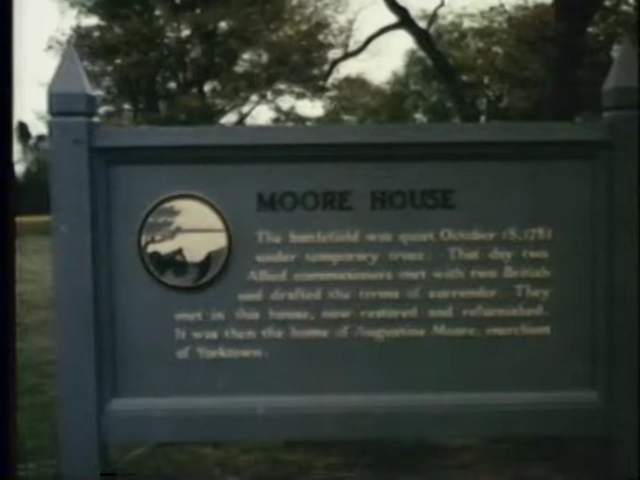 MOORE HOUSE
The battlefield was quiet October 18, 1781
under temporary truce. That day two
Allied commissioners met with two British
and drafted the terms of surrender. They
met in this house, now restored and refurnished.
It was then the home of Augustine Moore, merchant
of Yorktown.